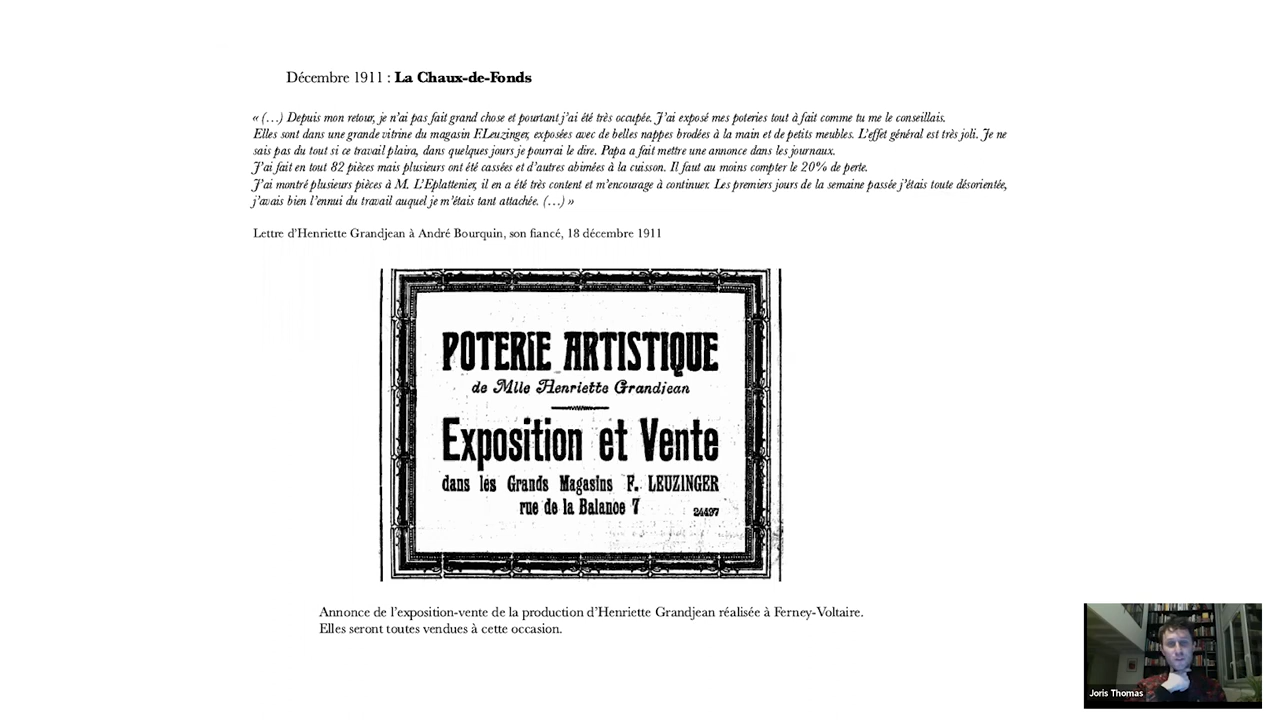 Décembre 1911 : La Chaux-de-Fonds
« (…) Depuis mon retour, je n'ai pas fait grand chose et pourtant j'ai été très occupée. J'ai exposé mes poteries tout à fait comme tu me le conseillais.
Elles sont dans une grande vitrine du magasin F.Leuzinger, exposées avec de belles nappes brodées à la main et de petits meubles. L'effet général est très joli. Je ne
sais pas du tout si ce travail plaira, dans quelques jours je pourrai le dire. Papa a fait mettre une annonce dans les journaux.
J'ai fait en tout 82 pièces mais plusieurs ont été cassées et d'autres abimées à la cuisson. Il faut au moins compter le 20% de perte.
J'ai montré plusieurs pièces à M. L'Eplattenier, il en a été très content et m'encourage à continuer. Les premiers jours de la semaine passée j'étais toute désorientée,
j'avais bien l'ennui du travail auquel je m'étais tant attachée. (…) »
Lettre d'Henriette Grandjean à André Bourquin, son fiancé, 18 décembre 1911
POTERIE ARTISTIQUE
de Mlle Henriette Grandjean
Exposition et Vente
dans les Grands Magasins F. LEUZINGER
rue de la Balance 7 24497
Annonce de l'exposition-vente de la production d'Henriette Grandjean réalisée à Ferney-Voltaire.
Elles seront toutes vendues à cette occasion.
Joris Thomas